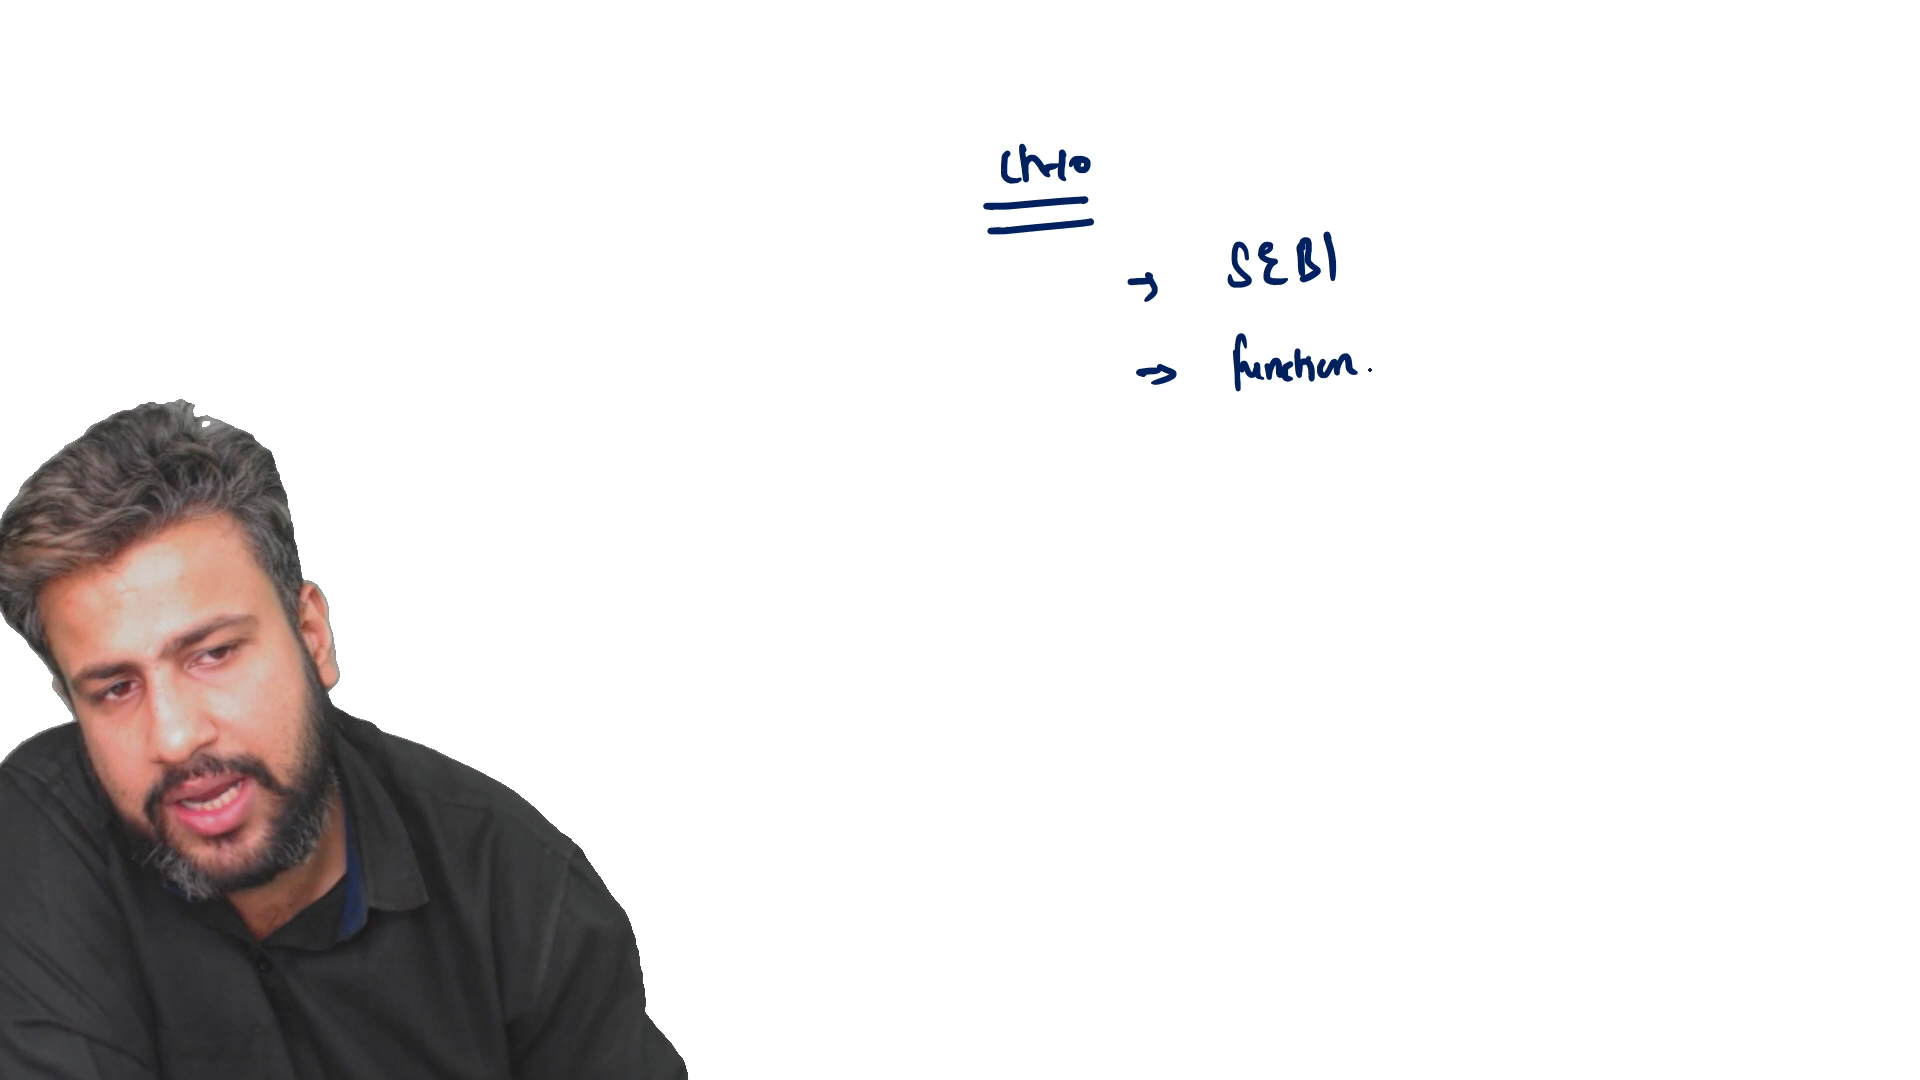 Ch-10
→ SEBI
→ function.